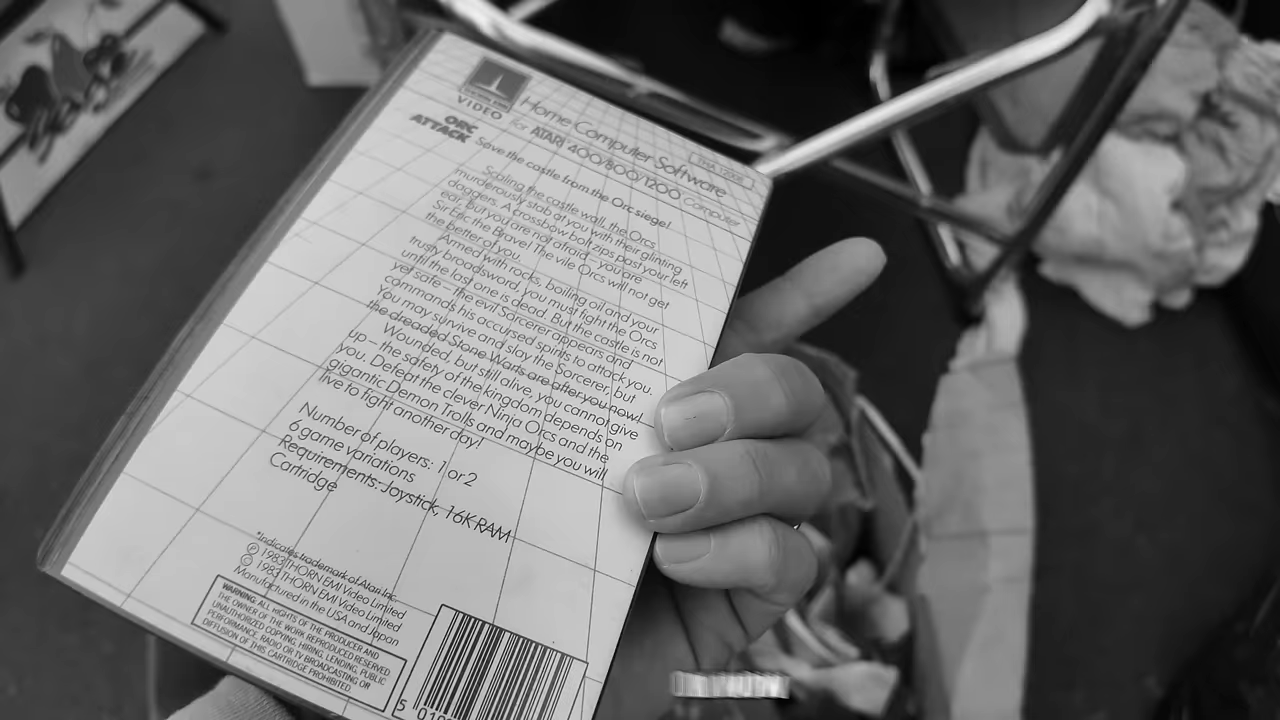 VIDEO
Home Computer Software
for ATARI 400/800/1200 Computer
ORC
ATTACK
Save the castle from the Orc siege!
Scaling the castle wall, the Orcs
murderously stab at you with their glinting
daggers. A crossbow bolt zips past your left
ear, but you are not afraid – you are
Sir Eric the Brave! The vile Orcs will not get
the better of you.
Armed with rocks, boiling oil and your
trusty broadsword, you must fight the Orcs
until the last one is dead. But the castle is not
yet safe – the evil Sorcerer appears and
commands his accursed spirits to attack you.
You may survive and slay the Sorcerer, but
the dreaded Stone Warts are after you now!
Wounded, but still alive, you cannot give
up – the safety of the kingdom depends on
you. Defeat the clever Ninja Orcs and the
gigantic Demon Trolls and maybe you will
live to fight another day!
Number of players: 1 or 2
6 game variations
Requirements: Joystick, 16K RAM
Cartridge
*Indicates trademark of Atari Inc.
Ⓟ 1983 THORN EMI Video Limited
© 1983 THORN EMI Video Limited
Manufactured in the USA and Japan
WARNING: ALL RIGHTS OF THE PRODUCER AND
THE OWNER OF THE WORK REPRODUCED RESERVED.
UNAUTHORIZED COPYING, HIRING, LENDING, PUBLIC
PERFORMANCE, RADIO OR TV BROADCASTING OR
DIFFUSION OF THIS CARTRIDGE PROHIBITED.